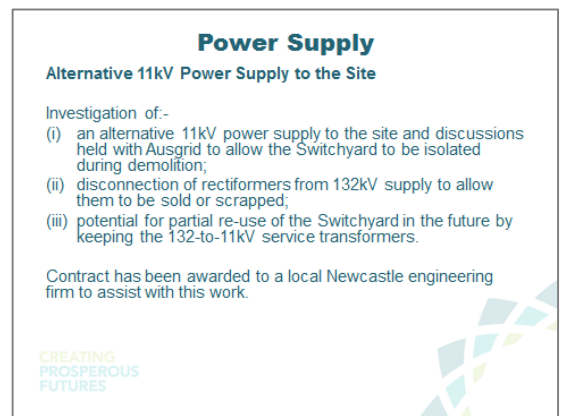 Power Supply
Alternative 11kV Power Supply to the Site
Investigation of:-
(i) an alternative 11kV power supply to the site and discussions
held with Ausgrid to allow the Switchyard to be isolated
during demolition;
(ii) disconnection of rectiformers from 132kV supply to allow
them to be sold or scrapped;
(iii) potential for partial re-use of the Switchyard in the future by
keeping the 132-to-11kV service transformers.
Contract has been awarded to a local Newcastle engineering
firm to assist with this work.
CREATING
PROSPEROUS
FUTURES